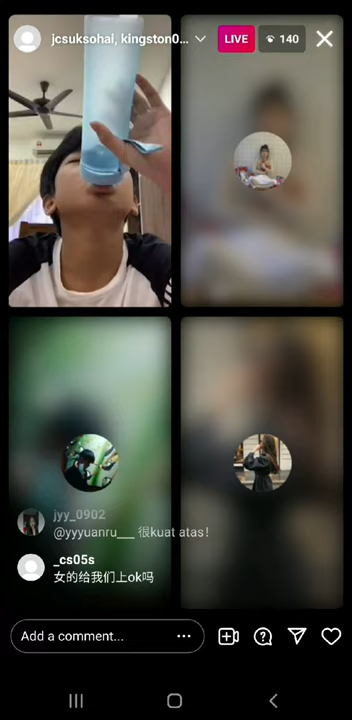 jcsuksohai, kingston0...
LIVE
140
jyy_0902
@yyyuanru___ 很kuat atas!
_cs05s
女的给我们上ok吗
Add a comment...